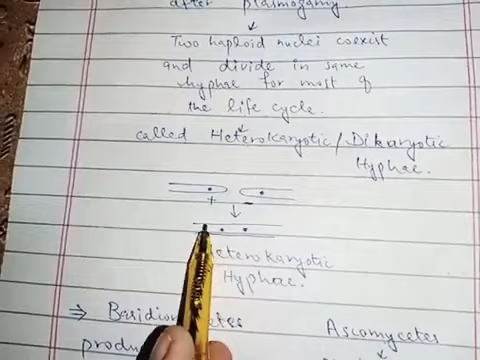 after plasmogamy.
Two haploid nuclei coexist
and divide in same
hyphae for most of
the life cycle.
called Heterokaryotic/Dikaryotic
Hyphae.
+ -
Heterokaryotic
Hyphae.
⇒ Ascomycetes